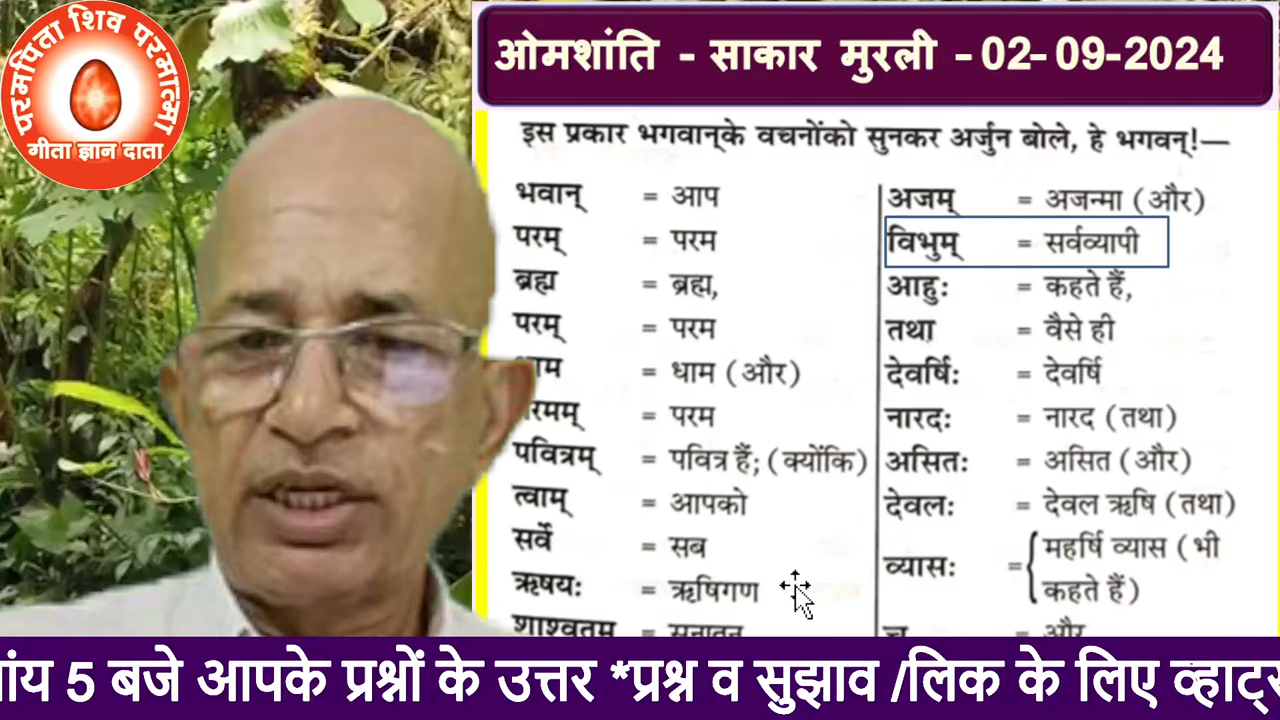 परमपिता शिव परमात्मा
गीता ज्ञान दाता
ओमशांति - साकार मुरली - 02- 09-2024
इस प्रकार भगवान्‌के वचनोंको सुनकर अर्जुन बोले, हे भगवन्!—
भवान् = आप
परम् = परम
ब्रह्म = ब्रह्म,
परम् = परम
= धाम (और)
= परम
पवित्रम् = पवित्र हैं; (क्योंकि)
त्वाम् = आपको
सर्वे = सब
ऋषयः = ऋषिगण
शाश्वतम् = सनातन
अजम् = अजन्मा (और)
विभुम् = सर्वव्यापी
आहुः = कहते हैं,
तथा = वैसे ही
देवर्षिः = देवर्षि
नारदः = नारद (तथा)
असितः = असित (और)
देवलः = देवल ऋषि (तथा)
व्यासः = महर्षि व्यास (भी
कहते हैं)
च = और
5 बजे आपके प्रश्नों के उत्तर *प्रश्न व सुझाव /लिक के लिए